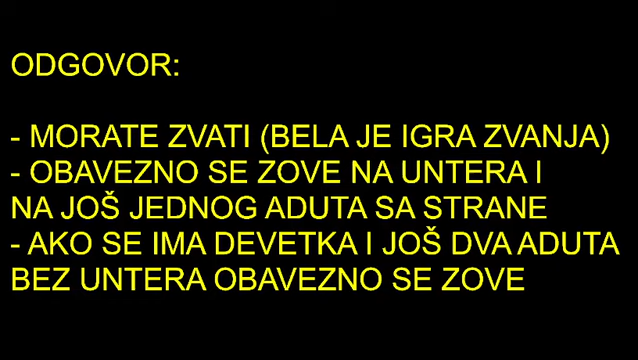 ODGOVOR:
- MORATE ZVATI (BELA JE IGRA ZVANJA)
- OBAVEZNO SE ZOVE NA UNTERA I
NA JOŠ JEDNOG ADUTA SA STRANE
- AKO SE IMA DEVETKA I JOŠ DVA ADUTA
BEZ UNTERA OBAVEZNO SE ZOVE